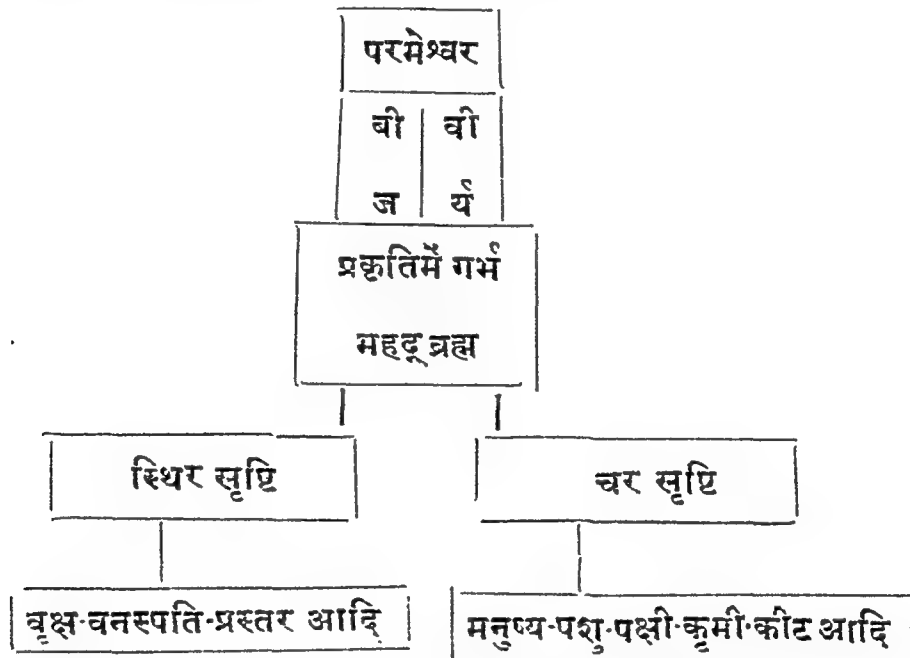 परमेश्वर
बी वी
ज र्य
प्रकृतिमें गर्भ
महदू ब्रह्म
स्थिर सृष्टि
चर सृष्टि
वृक्ष-वनस्पति-प्रस्तर आदि
मनुष्य-पशु-पक्षी-कृमी-कीट आदि